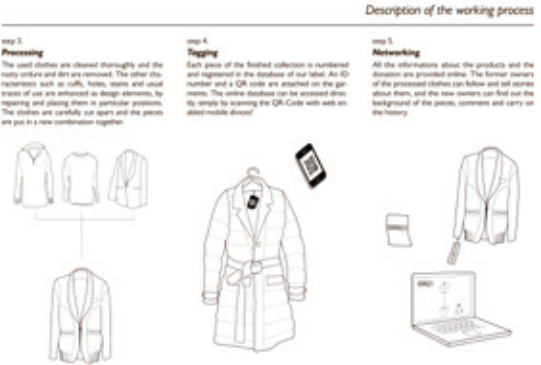 Description of the working process
step 3.
Processing
The used clothes are cleaned thoroughly and the
nasty ordure and dirt are removed. The other cha-
racteristics such as cuffs, holes, stains and usual
traces of use are enhanced as design elements, by
repairing and placing them in particular positions.
The clothes are carefully cut apart and the pieces
are put in a new combination together.
step 4.
Tagging
Each piece of the finished collection is numbered
and registered in the database of our label. An ID
number and a QR code are attached on the gar-
ments. The online database can be accessed direc-
tly, simply by scanning the QR-Code with web en-
abled mobile devices!
step 5.
Networking
All the informations about the products and the
donation are provided online. The former owners
of the processed clothes can follow and tell stories
about them, and the new owners can find out the
background of the pieces, comment and carry on
the history.